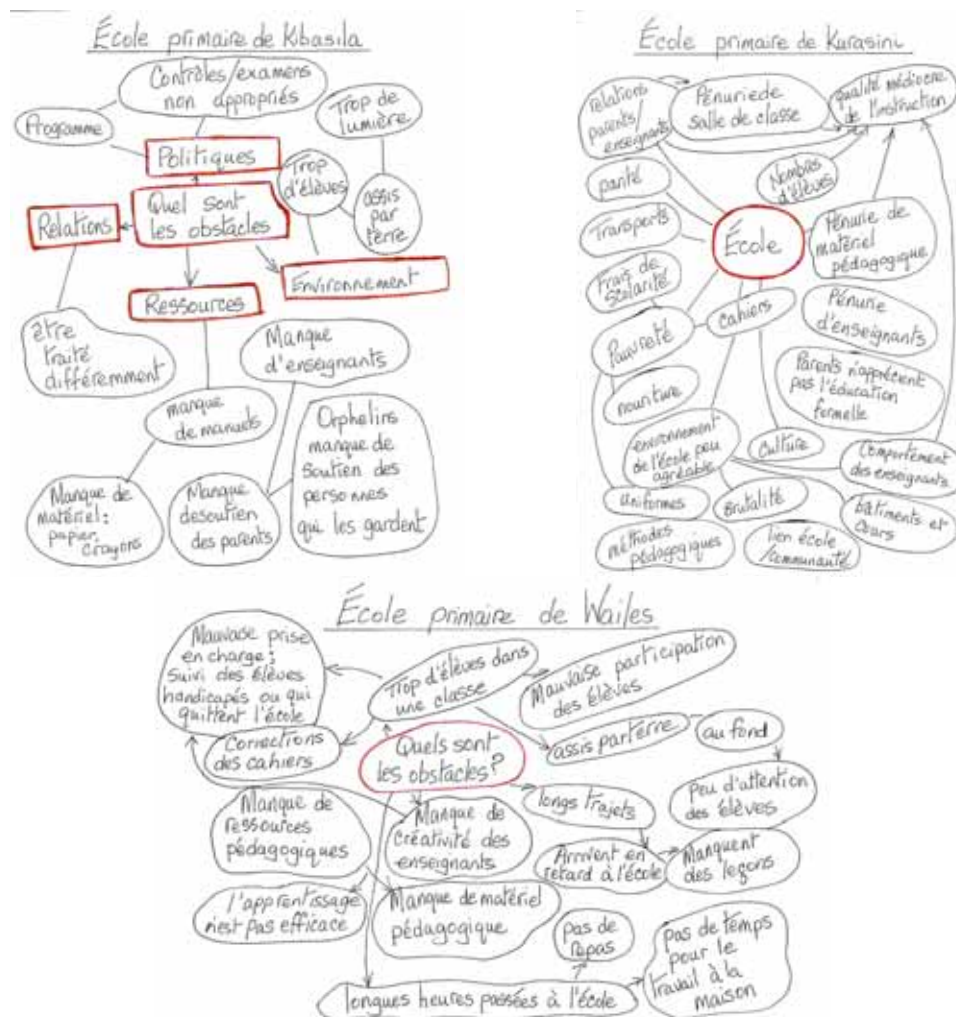 École primaire de Kibasila
Contrôles/examens
non appropriés
Programme
Trop de
lumière
Politiques
Trop
d'élèves
assis
par
terre
Relations
Quel sont
les obstacles
Environnement
Ressources
être
traité
différemment
Manque
d'enseignants
manque
de manuels
Orphelins
manque de
soutien des
personnes
qui les gardent
Manque de
matériel:
papier,
crayons
Manque
de soutien
des parents
École primaire de Kurasini
relations
parents/
enseignants
Pénurie de
salle de classe
qualité médiocre
de l'instruction
Nombre
d'élèves
parité
Transports
École
Pénurie de
matériel
pédagogique
Frais de
scolarité
cahiers
Pénurie
d'enseignants
Pauvreté
Parents n'apprécient
pas l'éducation
formelle
nouriture
environnement
de l'école peu
agréable
culture
Comportement
des enseignants
uniformes
Brutalité
bâtiments et
cours
méthodes
pédagogiques
lien école
/communauté
École primaire de Wailes
Mauvaise prise
en charge;
suivi des élèves
handicapés ou qui
quittent l'école
Trop d'élèves dans
une classe
Mauvaise participation
des élèves
Corrections
des cahiers
Quels sont
les obstacles?
assis par terre
au fond
peu d'attention
des élèves
longs trajets
Manque de
ressources
pédagogiques
Manque de
créativité des
enseignants
Arrivent en
retard à l'école
Manquent
des leçons
l'apprentissage
n'est pas efficace
Manque de matériel
pédagogique
pas de
repas
pas de temps
pour le
travail à la
maison
longues heures passées à l'école